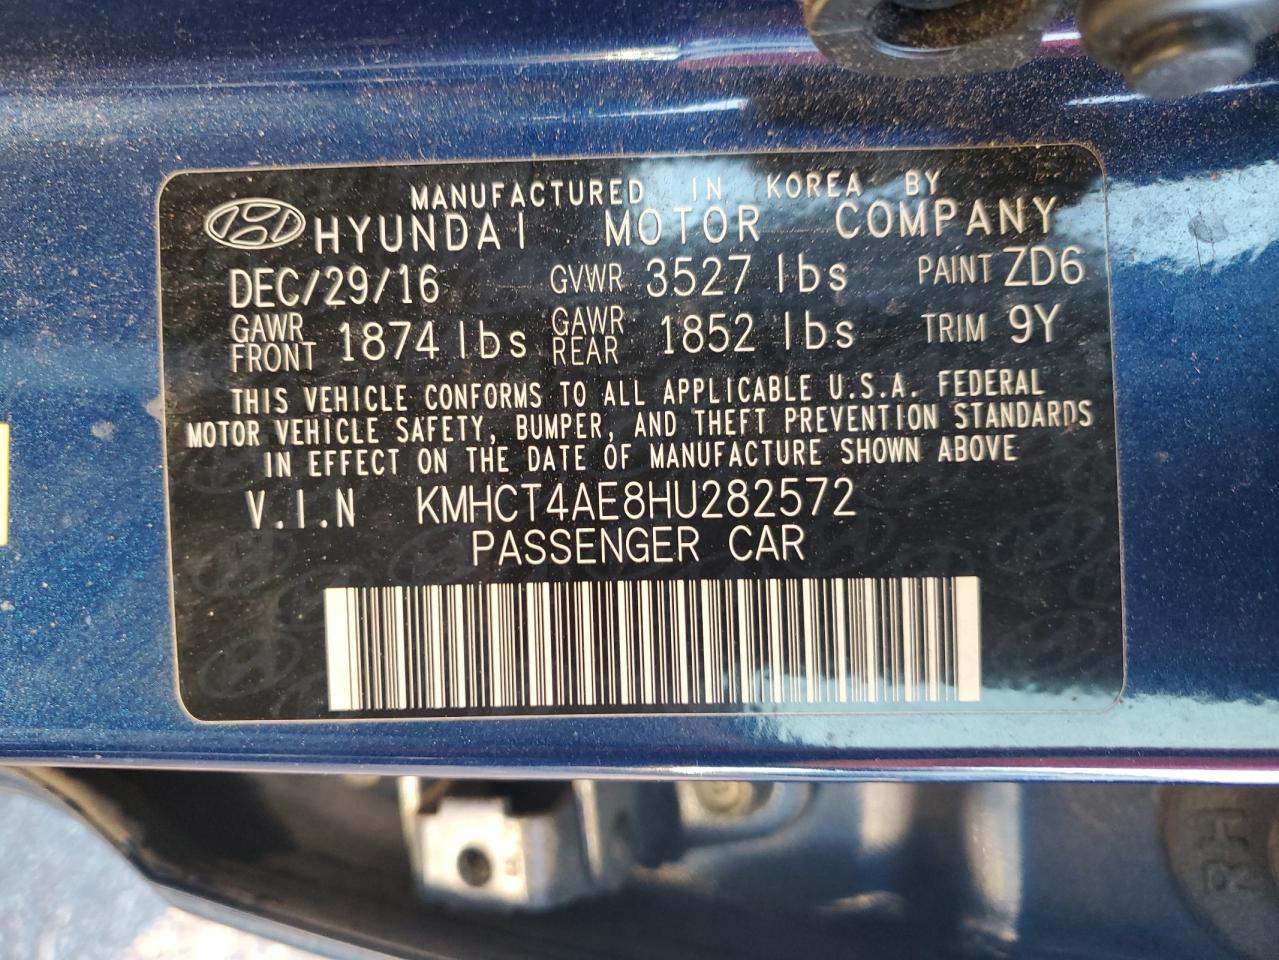 MANUFACTURED IN KOREA BY
HYUNDAI MOTOR COMPANY
DEC/29/16 GVWR 3527 lbs PAINT ZD6
GAWR FRONT 1874 lbs GAWR REAR 1852 lbs TRIM 9Y
THIS VEHICLE CONFORMS TO ALL APPLICABLE U.S.A. FEDERAL
MOTOR VEHICLE SAFETY, BUMPER, AND THEFT PREVENTION STANDARDS
IN EFFECT ON THE DATE OF MANUFACTURE SHOWN ABOVE
V.I.N KMHCT4AE8HU282572
PASSENGER CAR
RH